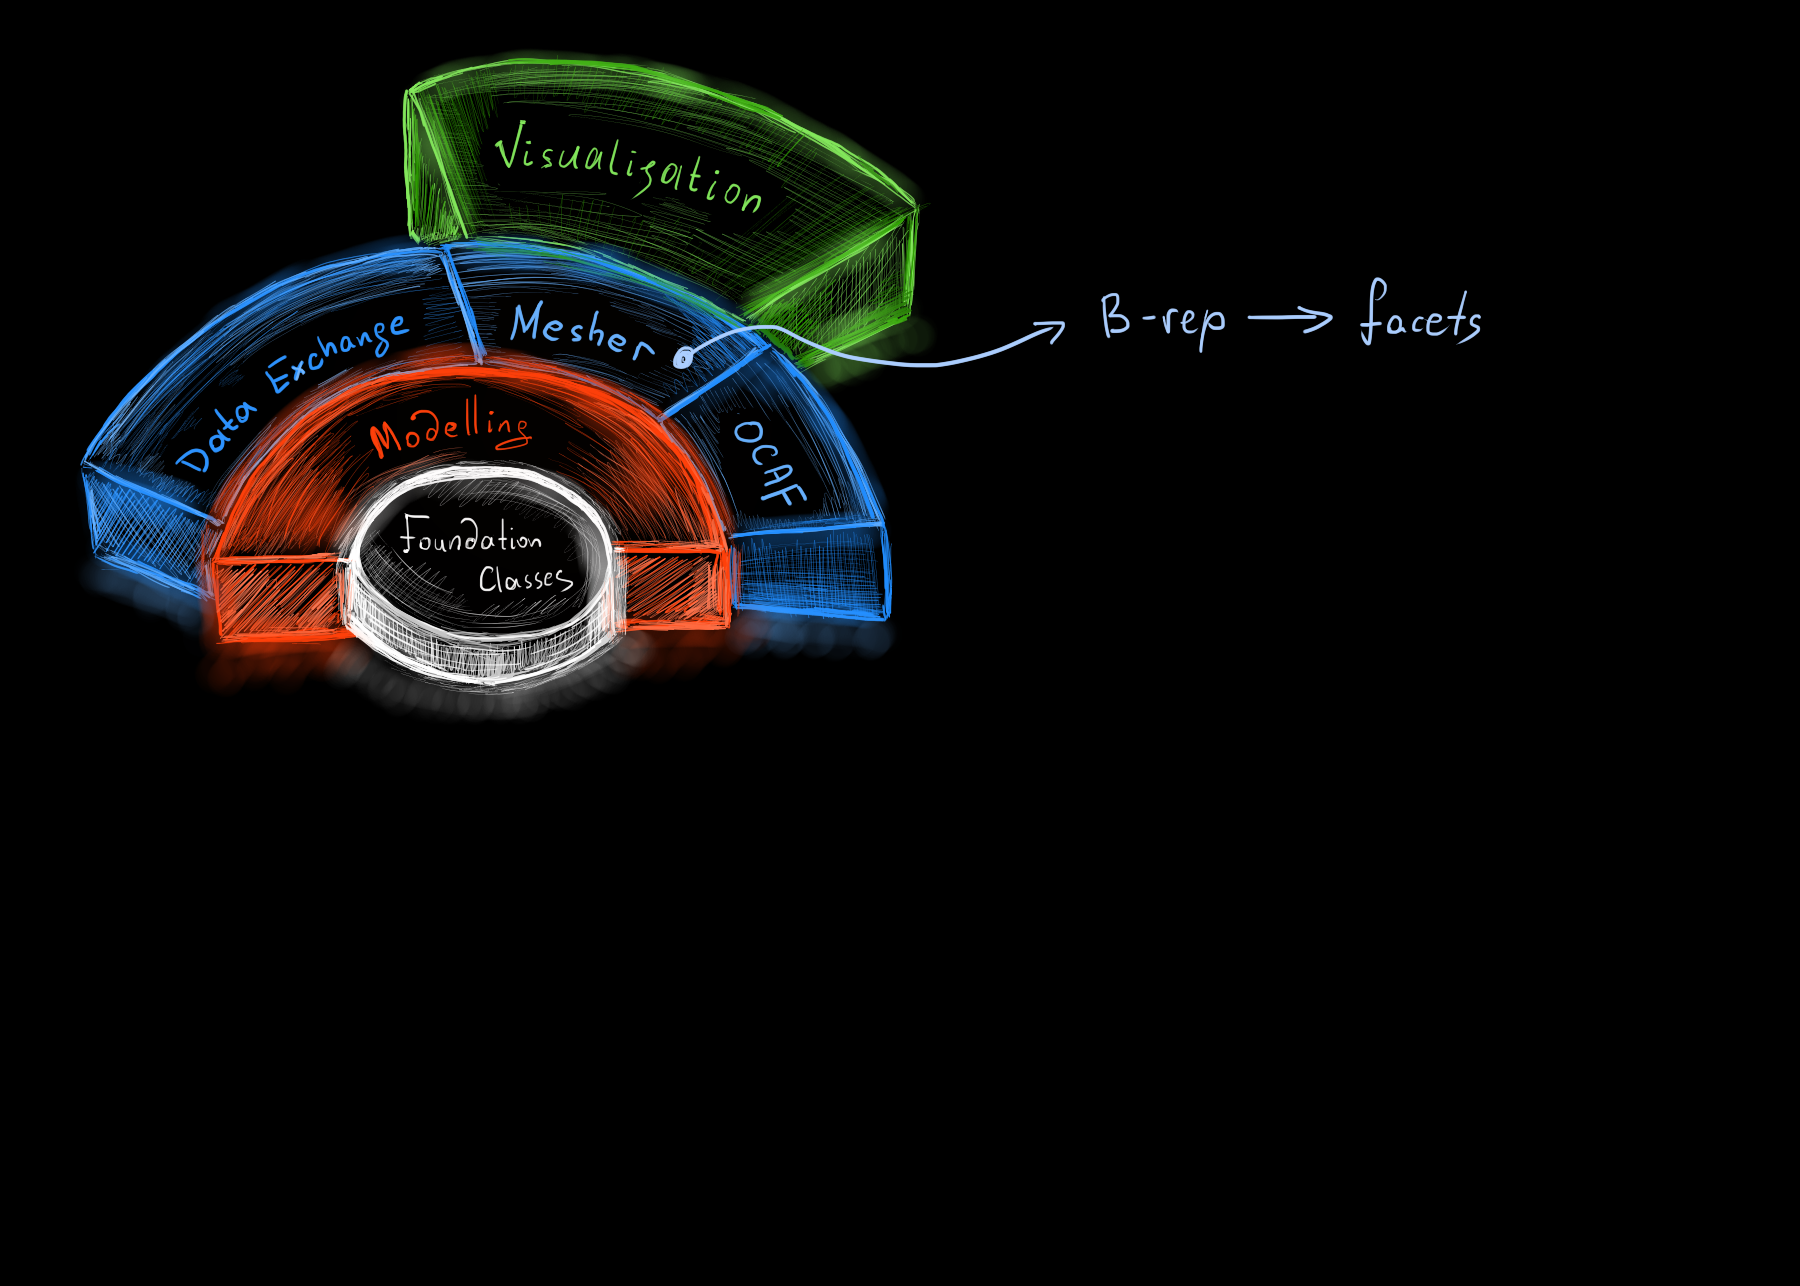 Visualization
Data Exchange
Mesher
B-rep → facets
OCAF
Modelling
Foundation
Classes